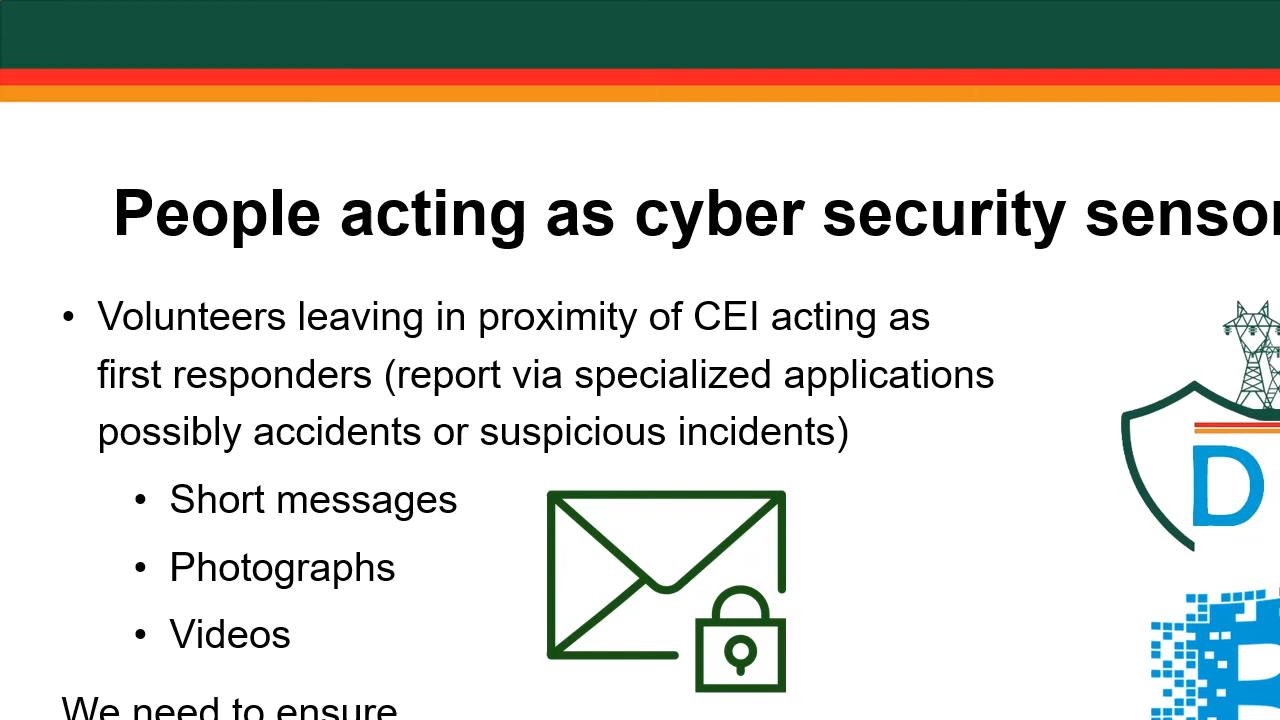 People acting as cyber security senso
• Volunteers leaving in proximity of CEI acting as
first responders (report via specialized applications
possibly accidents or suspicious incidents)
• Short messages
• Photographs
• Videos
D
We need to ensure